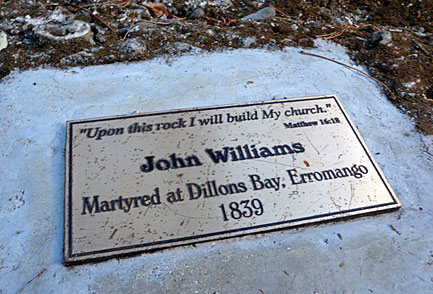 "Upon this rock I will build My church."
Matthew 16:18
John Williams
Martyred at Dillons Bay, Erromango
1839